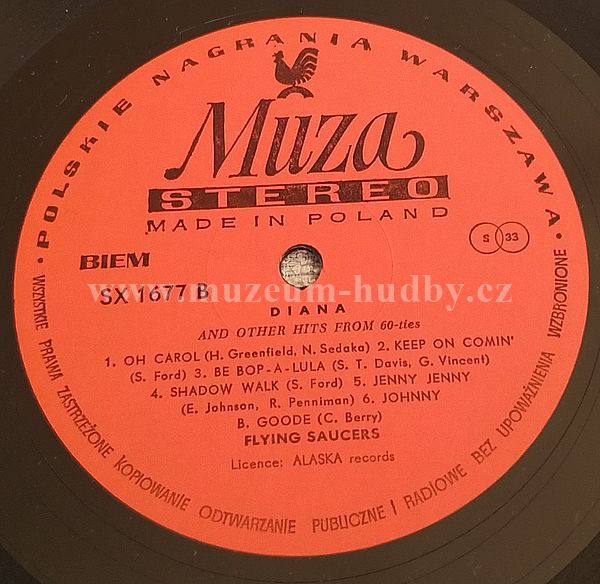 • POLSKIE NAGRANIA WARSZAWA •
Muza
STEREO
MADE IN POLAND
BIEM
S 33
SX 1677 B
www.muzeum-hudby.cz
DIANA
AND OTHER HITS FROM 60-ties
1. OH CAROL (H. Greenfield, N. Sedaka) 2. KEEP ON COMIN'
(S. Ford) 3. BE BOP-A-LULA (S. T. Davis, G. Vincent)
4. SHADOW WALK (S. Ford) 5. JENNY JENNY
(E. Johnson, R. Penniman) 6. JOHNNY
B. GOODE (C. Berry)
FLYING SAUCERS
Licence: ALASKA records
WSZYSTKIE PRAWA ZASTRZEŻONE KOPIOWANIE ODTWARZANIE PUBLICZNE I RADIOWE BEZ UPOWAŻNIENIA WZBRONIONE